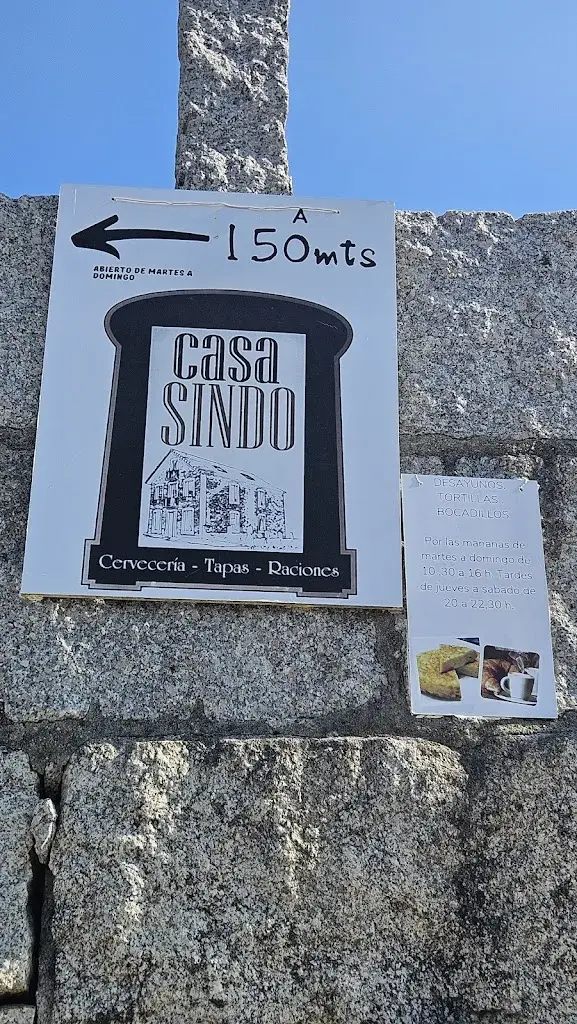 A
150mts
ABIERTO DE MARTES A
DOMINGO
casa
SINDO
Cervecería - Tapas - Raciones
DESAYUNOS,
TORTILLAS,
BOCADILLOS
Por las mañanas de
martes a domingo de
10:30 a 16 h. Tardes
de jueves a sábado de
20 a 22:30 h.